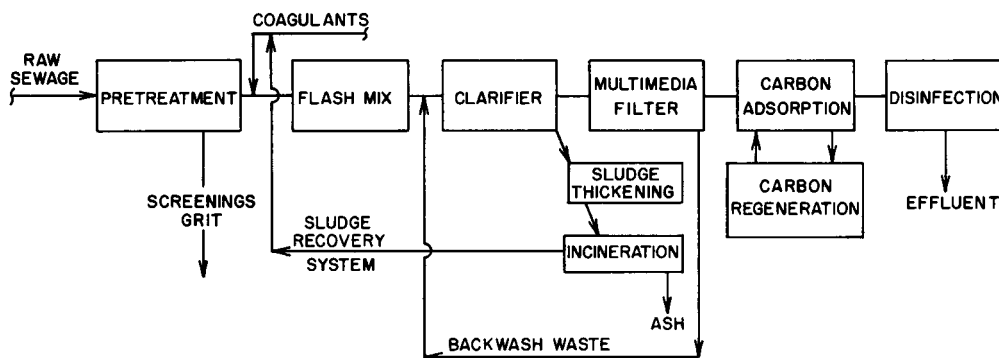 COAGULANTS
RAW
SEWAGE
PRETREATMENT
FLASH MIX
CLARIFIER
MULTIMEDIA
FILTER
CARBON
ADSORPTION
DISINFECTION
SLUDGE
THICKENING
CARBON
REGENERATION
EFFLUENT
SCREENINGS
GRIT
SLUDGE
RECOVERY
SYSTEM
INCINERATION
ASH
BACKWASH WASTE